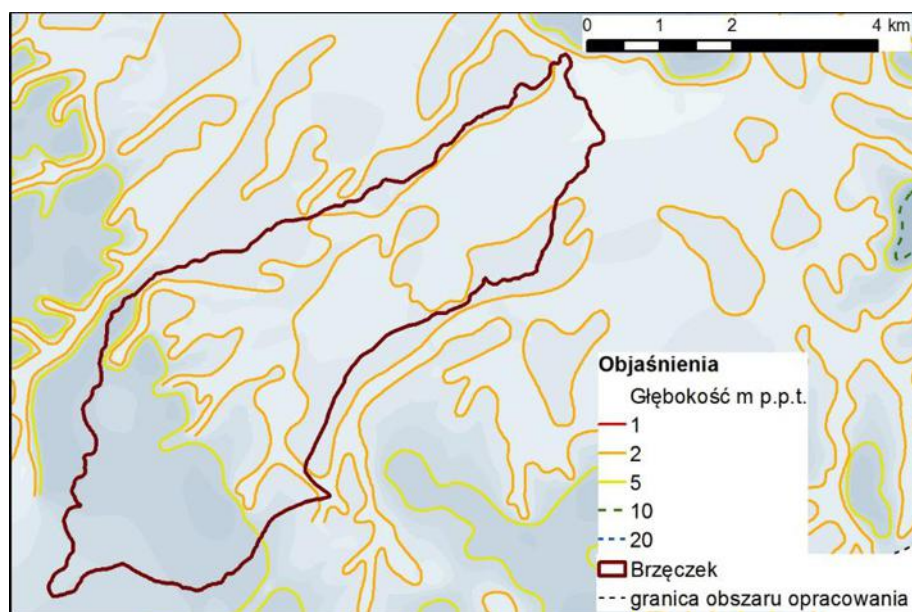 0 1 2 4 km
Objaśnienia
Głębokość m p.p.t.
1
2
5
10
20
Brzęczek
granica obszaru opracowania